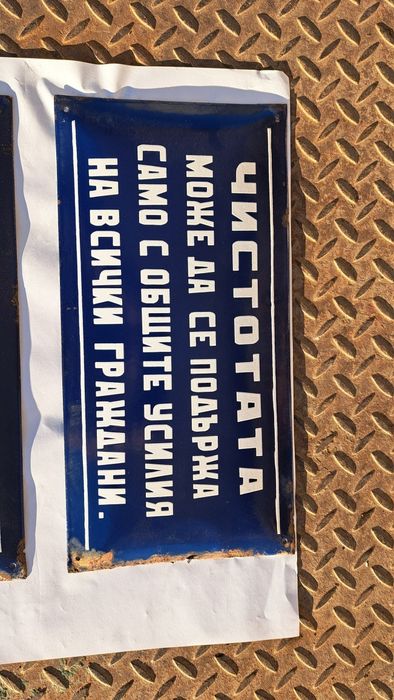 ЧИСТОТАТА
МОЖЕ ДА СЕ ПОДЪРЖА
САМО С ОБЩИТЕ УСИЛИЯ
НА ВСИЧКИ ГРАЖДАНИ.